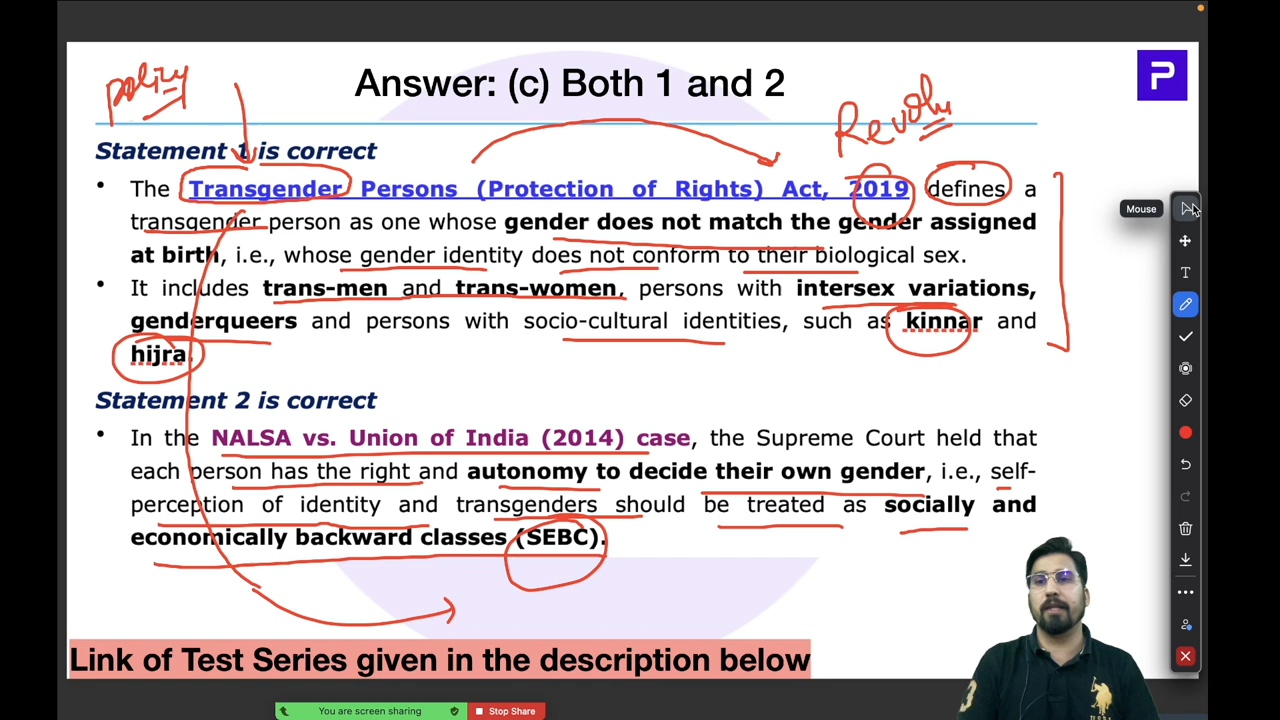 policy
Answer: (c) Both 1 and 2
P
Statement 1 is correct
• The Transgender Persons (Protection of Rights) Act, 2019 defines a
transgender person as one whose gender does not match the gender assigned
at birth, i.e., whose gender identity does not conform to their biological sex.
• It includes trans-men and trans-women, persons with intersex variations,
genderqueers and persons with socio-cultural identities, such as kinnar and
hijra.
Statement 2 is correct
• In the NALSA vs. Union of India (2014) case, the Supreme Court held that
each person has the right and autonomy to decide their own gender, i.e., self-
perception of identity and transgenders should be treated as socially and
economically backward classes (SEBC).
Link of Test Series given in the description below
Mouse
T
You are screen sharing
Stop Share